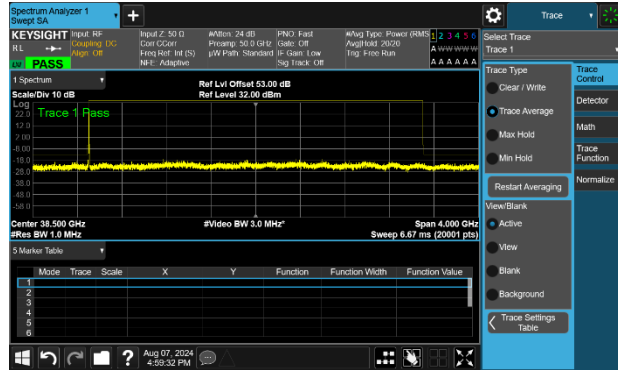 Spectrum Analyzer 1
Swept SA
Trace
KEYSIGHT
RL
LV PASS
Input: RF
Coupling: DC
Align: Off
Input Z: 50 Ω
Corr CCorr
Freq Ref: Int (S)
NFE: Adaptive
#Atten: 24 dB
Preamp: 50.0 GHz
µW Path: Standard
PNO: Fast
Gate: Off
IF Gain: Low
Sig Track: Off
#Avg Type: Power (RMS
Avg|Hold: 20/20
Trig: Free Run
1 2 3 4 5 6
A W W W W W
A A A A A A
Select Trace
Trace 1
1 Spectrum
Scale/Div 10 dB
Ref Lvl Offset 53.00 dB
Ref Level 32.00 dBm
Log
Trace 1 Pass
22.0
12.0
2.00
-8.00
-18.0
-28.0
-38.0
-48.0
-58.0
Center 38.500 GHz
#Res BW 1.0 MHz
#Video BW 3.0 MHz*
Span 4.000 GHz
Sweep 6.67 ms (20001 pts)
5 Marker Table
Mode Trace Scale X Y Function Function Width Function Value
1
2
3
4
5
6
Trace Type
Clear / Write
Trace Average
Max Hold
Min Hold
Restart Averaging
View/Blank
Active
View
Blank
Background
Trace Settings
Table
Trace
Control
Detector
Math
Trace
Function
Normalize
?
Aug 07, 2024
4:59:32 PM